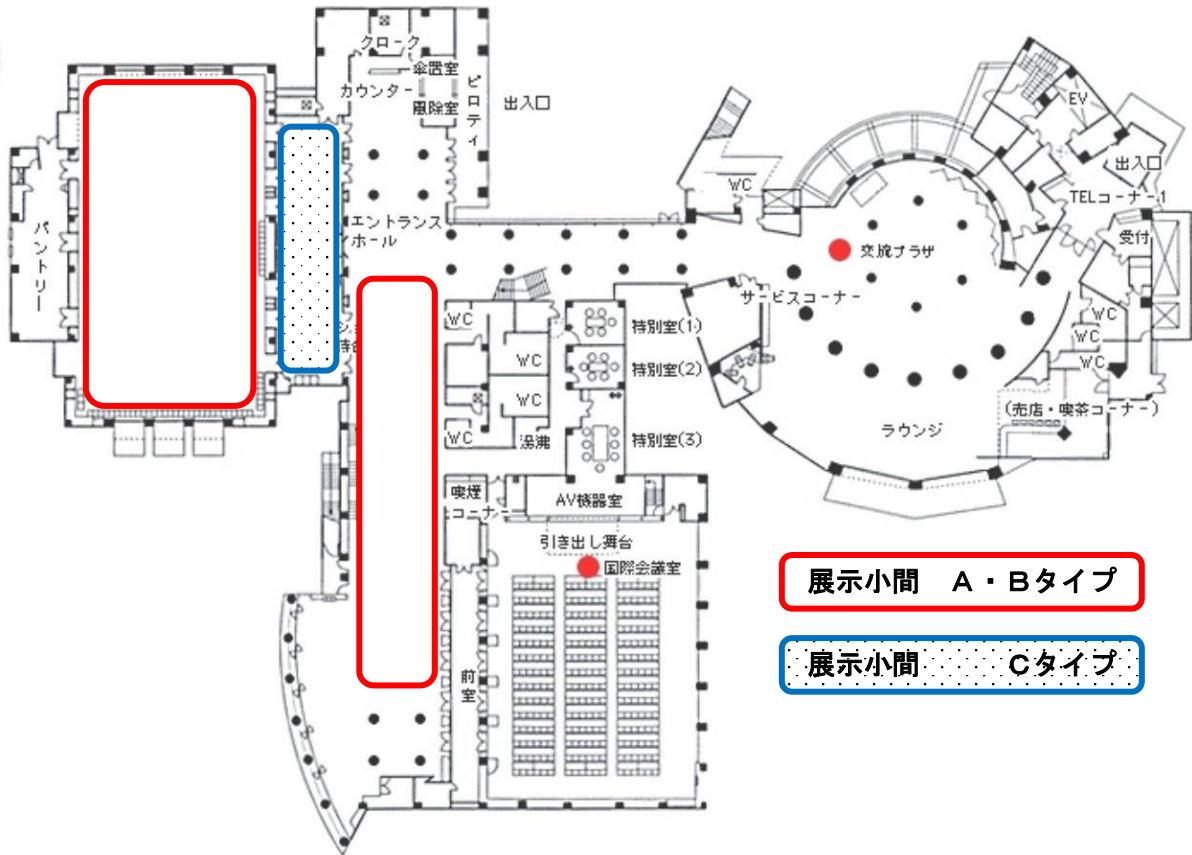 クローク
傘置室
カウンター
風除室
ピロティ
出入口
EV
出入口
WC
TELコーナー1
パントリー
エントランス
ホール
受付
交流プラザ
サービスコーナー
WC
特別室(1)
WC
WC
特別室(2)
WC
WC
WC
(売店・喫茶コーナー)
WC
湯沸
特別室(3)
ラウンジ
喫煙
コーナー
AV機器室
引き出し舞台
国際会議室
前室
展示小間 A・Bタイプ
展示小間 Cタイプ